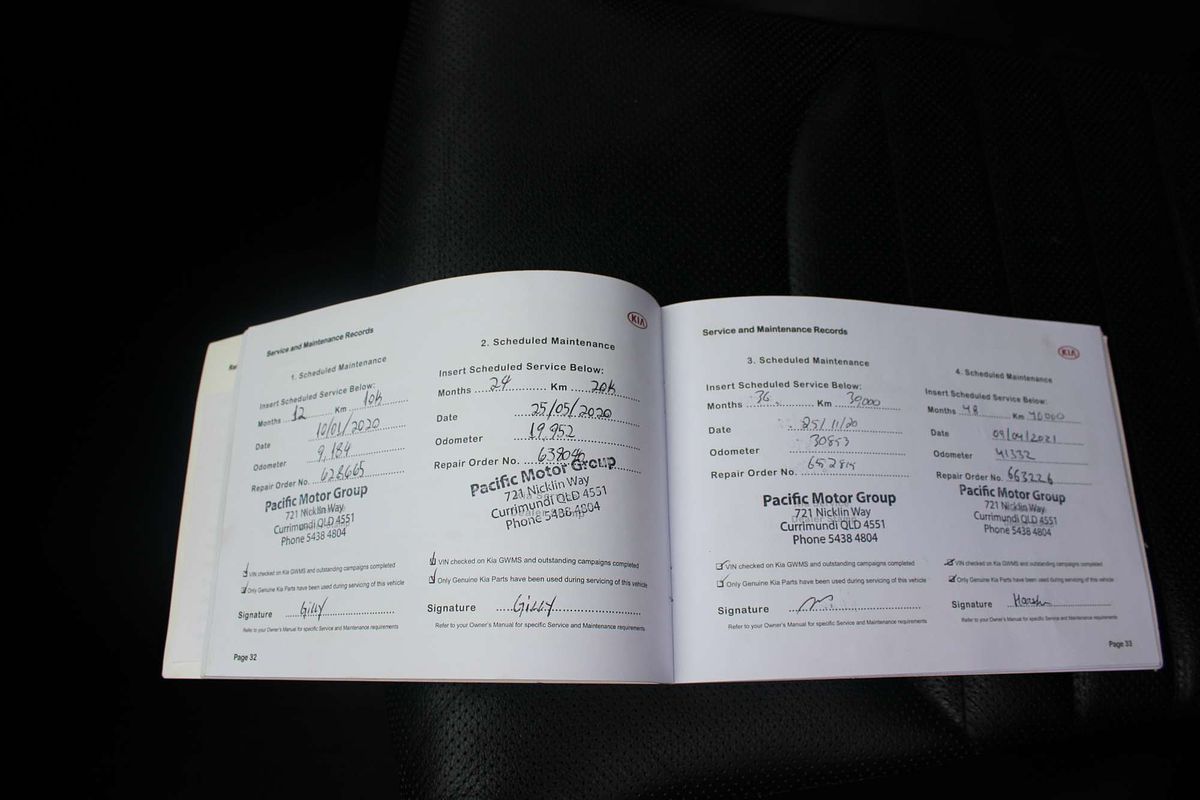 Service and Maintenance Records
1. Scheduled Maintenance
Insert Scheduled Service Below:
Months 12 Km 10k
Date 10/01/2020
Odometer 9,184
Repair Order No. 628665
Pacific Motor Group
721 Nicklin Way
Currimundi QLD 4551
Phone 5438 4804
VIN checked on Kia GWMS and outstanding campaigns completed
Only Genuine Kia Parts have been used during servicing of this vehicle
Signature Gilly
Refer to your Owner's Manual for specific Service and Maintenance requirements
Page 32
KIA
2. Scheduled Maintenance
Insert Scheduled Service Below:
Months 24 Km 20k
Date 25/05/2020
Odometer 19,952
Repair Order No.
Pacific Motor Group
721 Nicklin Way
Currimundi QLD 4551
Phone 5438 4804
VIN checked on Kia GWMS and outstanding campaigns completed
Only Genuine Kia Parts have been used during servicing of this vehicle
Signature Gilly
Refer to your Owner's Manual for specific Service and Maintenance requirements
Service and Maintenance Records
3. Scheduled Maintenance
Insert Scheduled Service Below:
Months 36 Km 30,000
Date 25/11/20
Odometer 30853
Repair Order No.
Pacific Motor Group
721 Nicklin Way
Currimundi QLD 4551
Phone 5438 4804
VIN checked on Kia GWMS and outstanding campaigns completed
Only Genuine Kia Parts have been used during servicing of this vehicle
Signature
Refer to your Owner's Manual for specific Service and Maintenance requirements
KIA
4. Scheduled Maintenance
Insert Scheduled Service Below:
Months 48 Km 40000
Date 09/04/2021
Odometer 41332
Repair Order No. 663226
Pacific Motor Group
721 Nicklin Way
Currimundi QLD 4551
Phone 5438 4804
VIN checked on Kia GWMS and outstanding campaigns completed
Only Genuine Kia Parts have been used during servicing of this vehicle
Signature
Refer to your Owner's Manual for specific Service and Maintenance requirements
Page 33